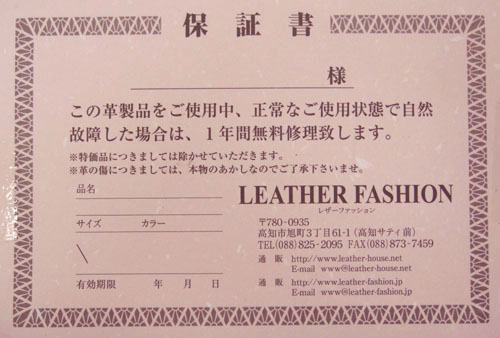 保証書
様
この革製品をご使用中、正常なご使用状態で自然
故障した場合は、1年間無料修理致します。
※特価品につきましては除かせていただきます。
※革の傷につきましては、本物のあかしなのでご了承下さいませ。
品名
サイズ カラー
\
有効期限 年 月 日
LEATHER FASHION
レザーファッション
〒780-0935
高知市旭町3丁目61-1(高知サティ前)
TEL(088)825-2095 FAX(088)873-7459
通販 http://www.leather-house.net
E-mail www@leather-house.net
通販 http://www.leather-fashion.jp
E-mail www@leather-fashion.jp